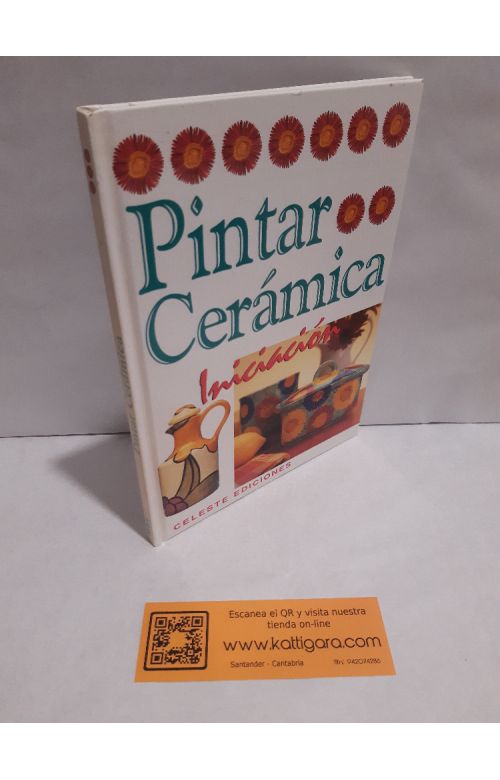 Pintar
Cerámica
Iniciación
CELESTE EDICIONES
Escanea el QR y visita nuestra
tienda on-line
www.kattigara.com
Santander - Cantabria